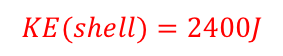 KE(shell) = 2400J